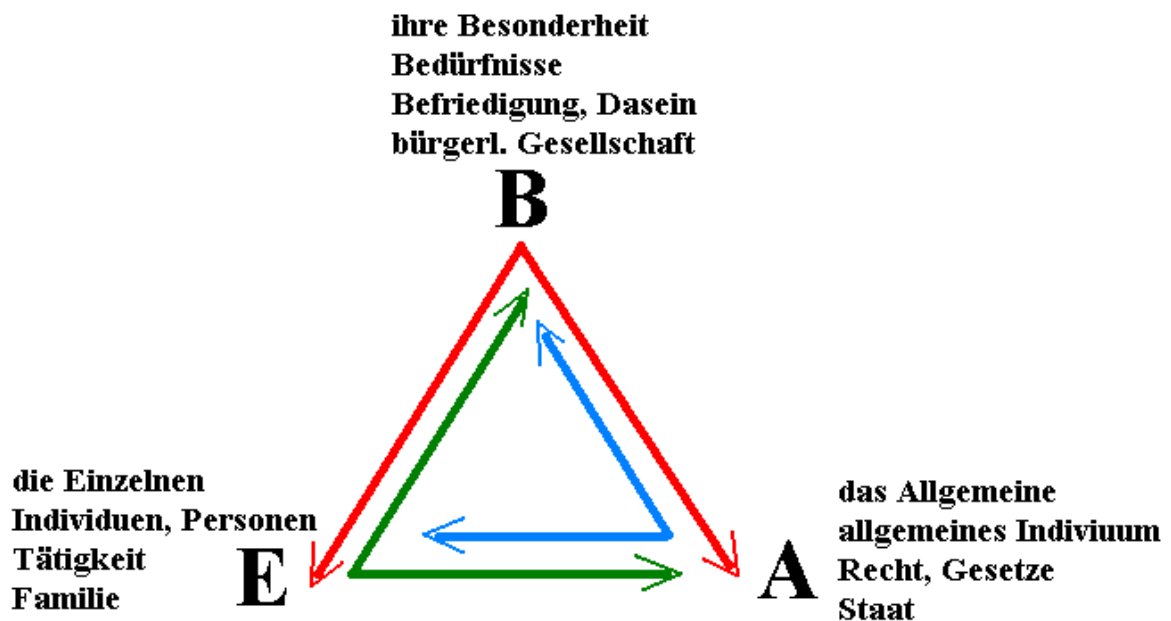 ihre Besonderheit
Bedürfnisse
Befriedigung, Dasein
bürgerl. Gesellschaft
B
die Einzelnen
Individuen, Personen
Tätigkeit
Familie
E
A
das Allgemeine
allgemeines Indiviuum
Recht, Gesetze
Staat